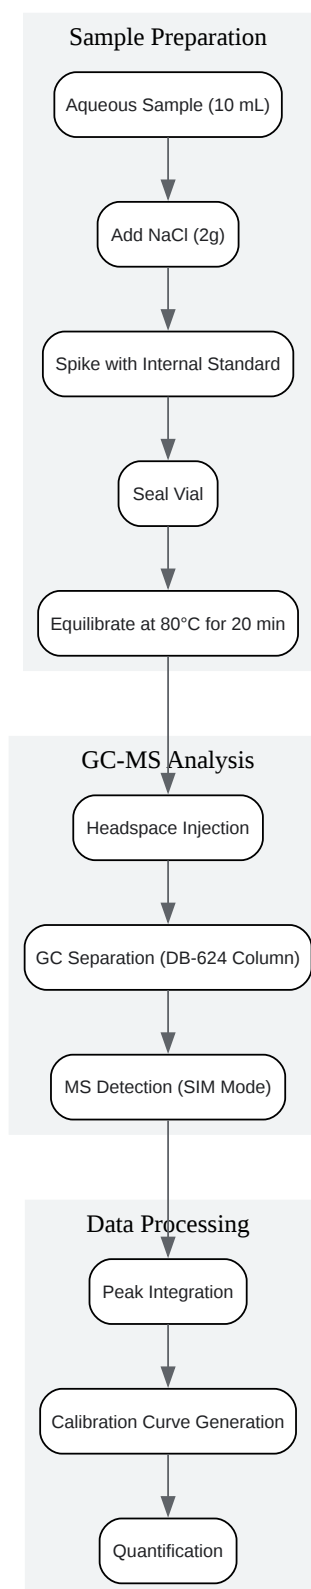 Sample Preparation
Aqueous Sample (10 mL)
Add NaCl (2g)
Spike with Internal Standard
Seal Vial
Equilibrate at 80°C for 20 min
GC-MS Analysis
Headspace Injection
GC Separation (DB-624 Column)
MS Detection (SIM Mode)
Data Processing
Peak Integration
Calibration Curve Generation
Quantification